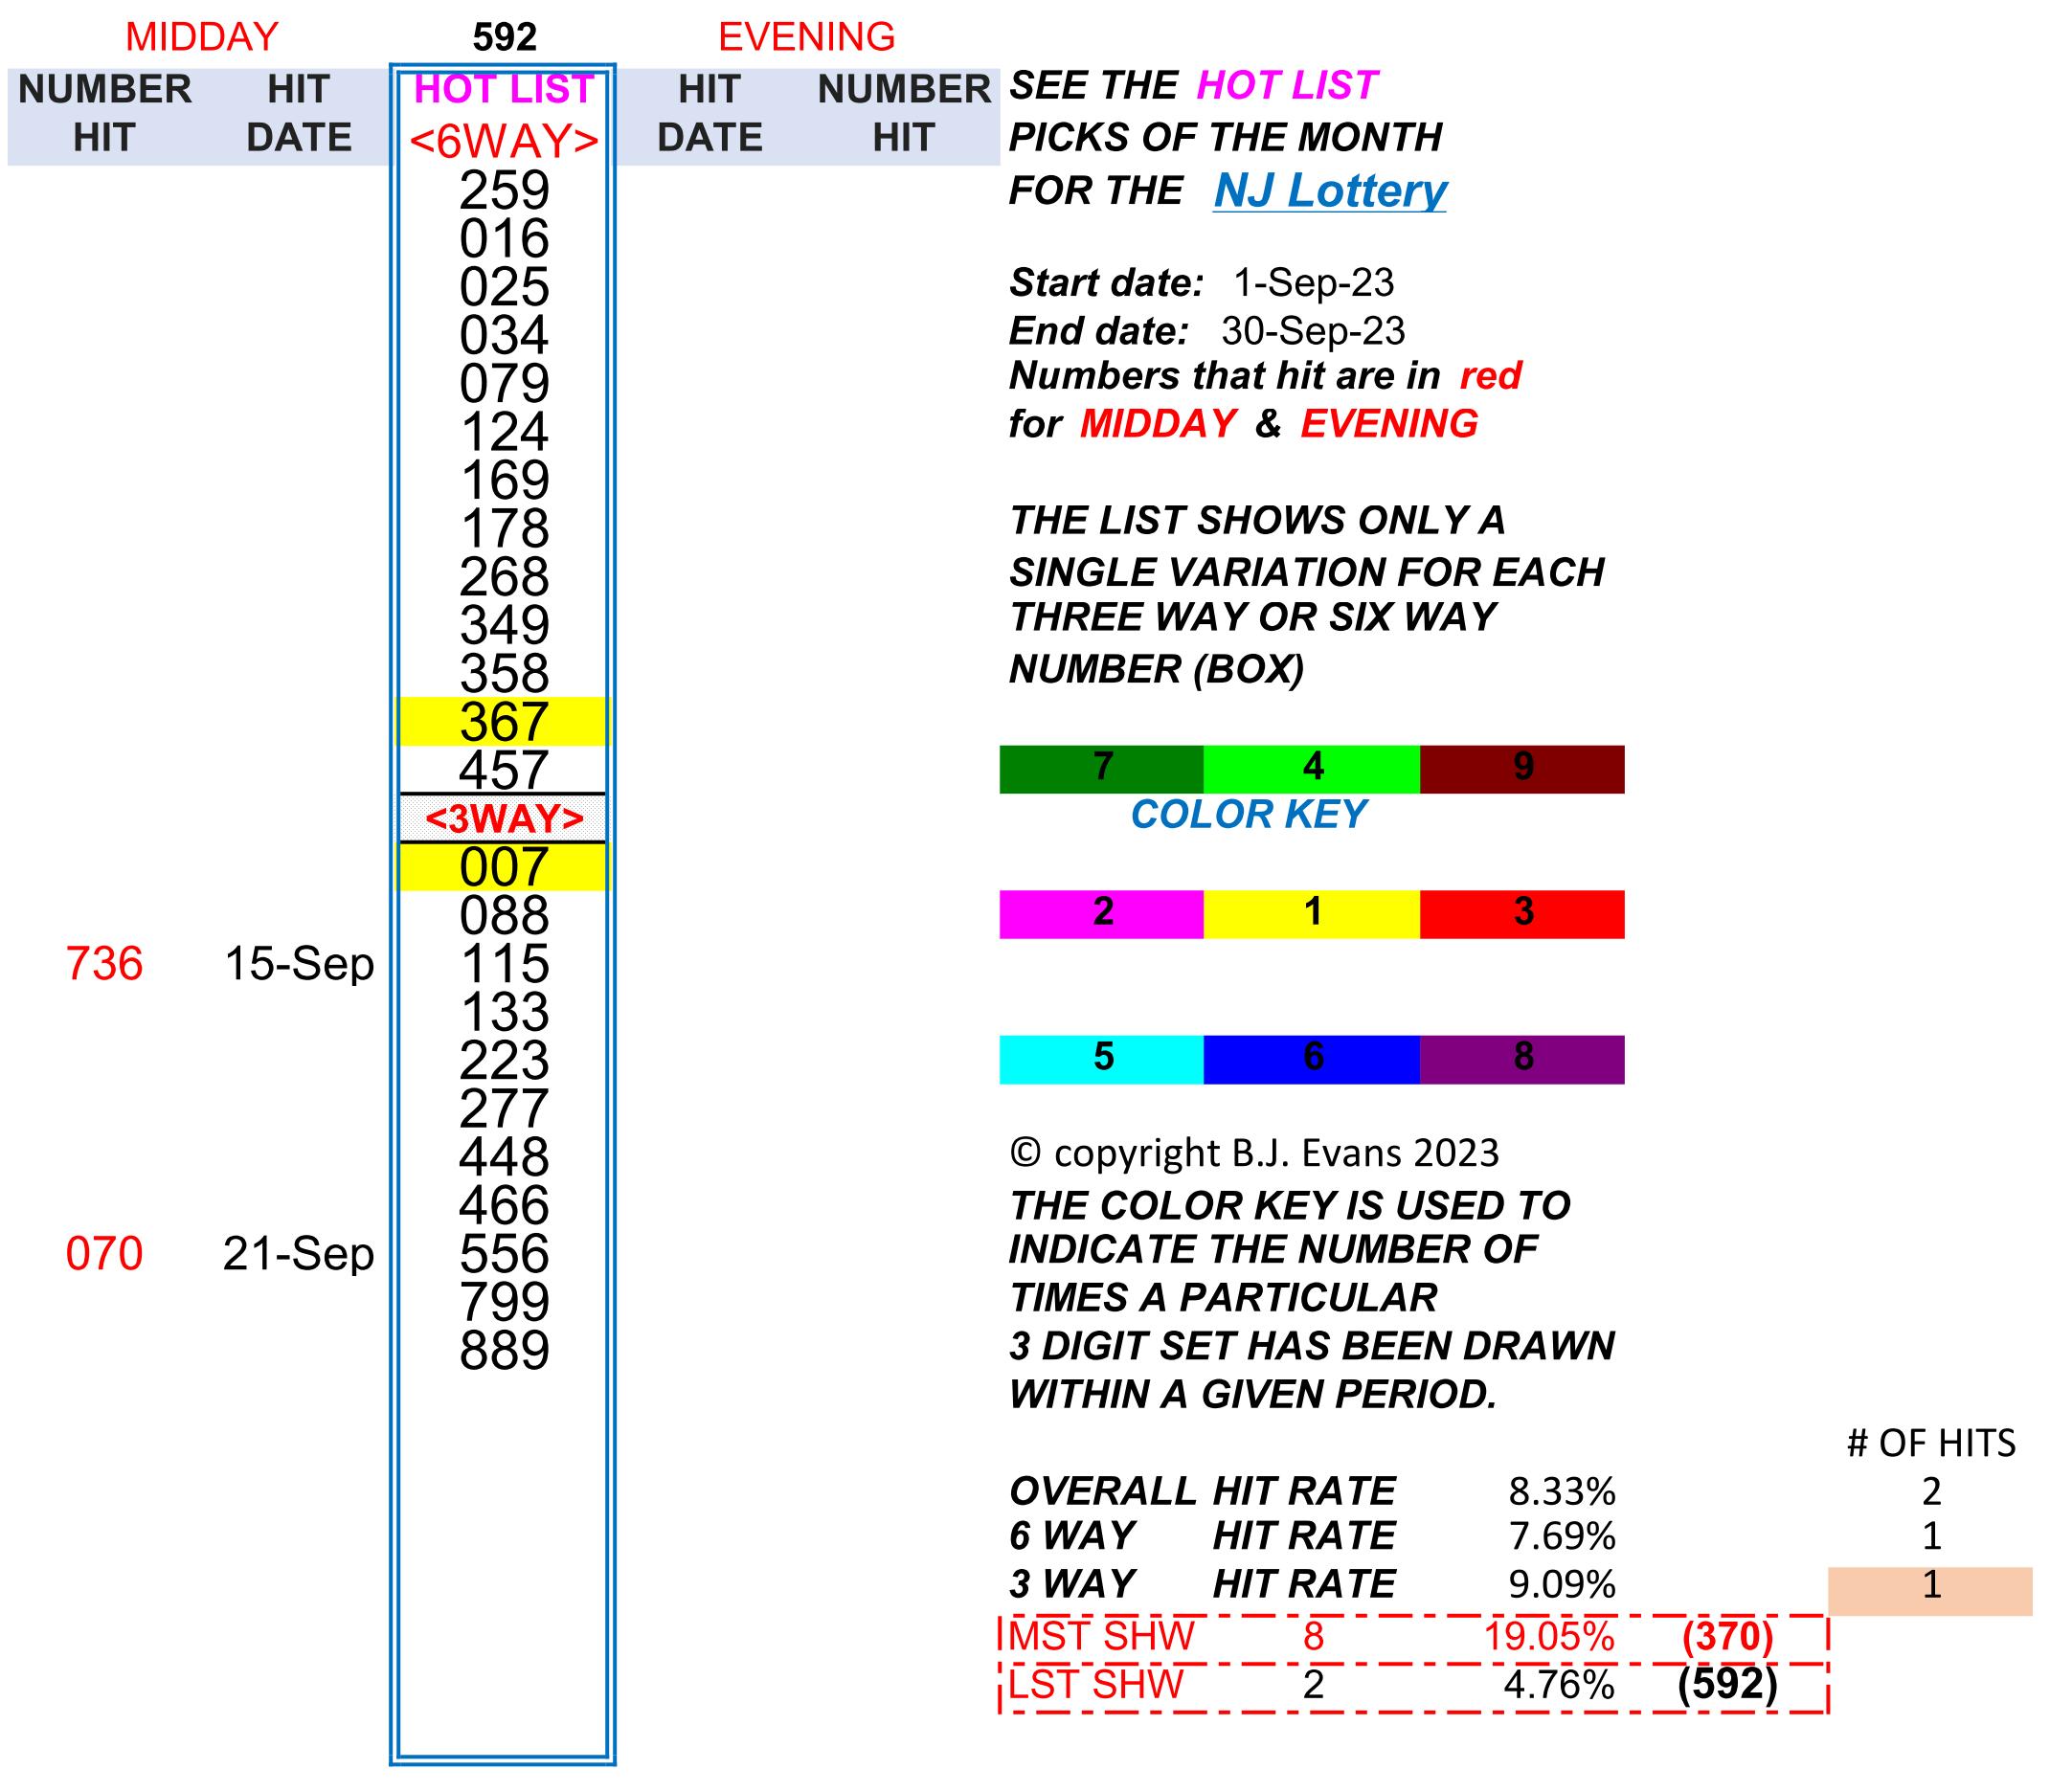 MIDDAY 592 EVENING
NUMBER HIT HOT LIST HIT NUMBER
HIT DATE <6WAY> DATE HIT
259
016
025
034
079
124
169
178
268
349
358
367
457
<3WAY>
007
088
736 15-Sep 115
133
223
277
448
466
070 21-Sep 556
799
889
SEE THE HOT LIST
PICKS OF THE MONTH
FOR THE NJ Lottery
Start date: 1-Sep-23
End date: 30-Sep-23
Numbers that hit are in red
for MIDDAY & EVENING
THE LIST SHOWS ONLY A
SINGLE VARIATION FOR EACH
THREE WAY OR SIX WAY
NUMBER (BOX)
7 4 9
COLOR KEY
2 1 3
5 6 8
© copyright B.J. Evans 2023
THE COLOR KEY IS USED TO
INDICATE THE NUMBER OF
TIMES A PARTICULAR
3 DIGIT SET HAS BEEN DRAWN
WITHIN A GIVEN PERIOD.
# OF HITS
OVERALL HIT RATE 8.33% 2
6 WAY HIT RATE 7.69% 1
3 WAY HIT RATE 9.09% 1
MST SHW 8 19.05% (370)
LST SHW 2 4.76% (592)